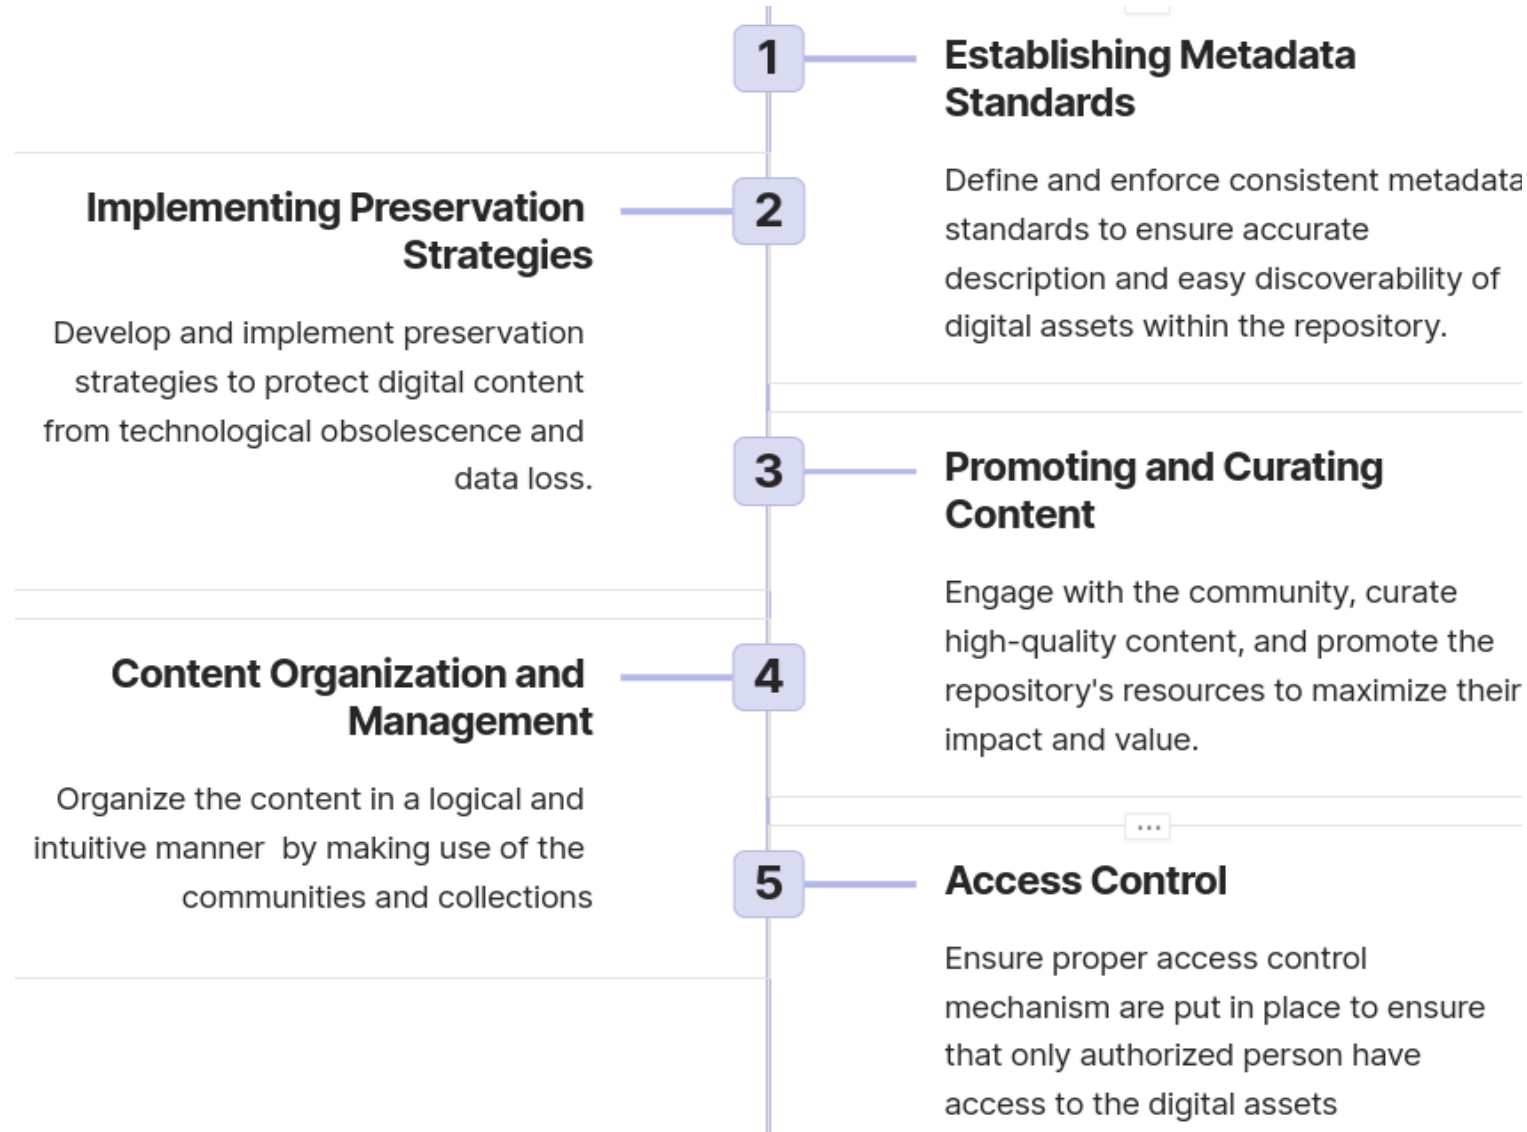 1
Establishing Metadata
Standards
Define and enforce consistent metadata
standards to ensure accurate
description and easy discoverability of
digital assets within the repository.
2
Implementing Preservation
Strategies
Develop and implement preservation
strategies to protect digital content
from technological obsolescence and
data loss.
3
Promoting and Curating
Content
Engage with the community, curate
high-quality content, and promote the
repository's resources to maximize their
impact and value.
4
Content Organization and
Management
Organize the content in a logical and
intuitive manner  by making use of the
communities and collections
5
Access Control
Ensure proper access control
mechanism are put in place to ensure
that only authorized person have
access to the digital assets